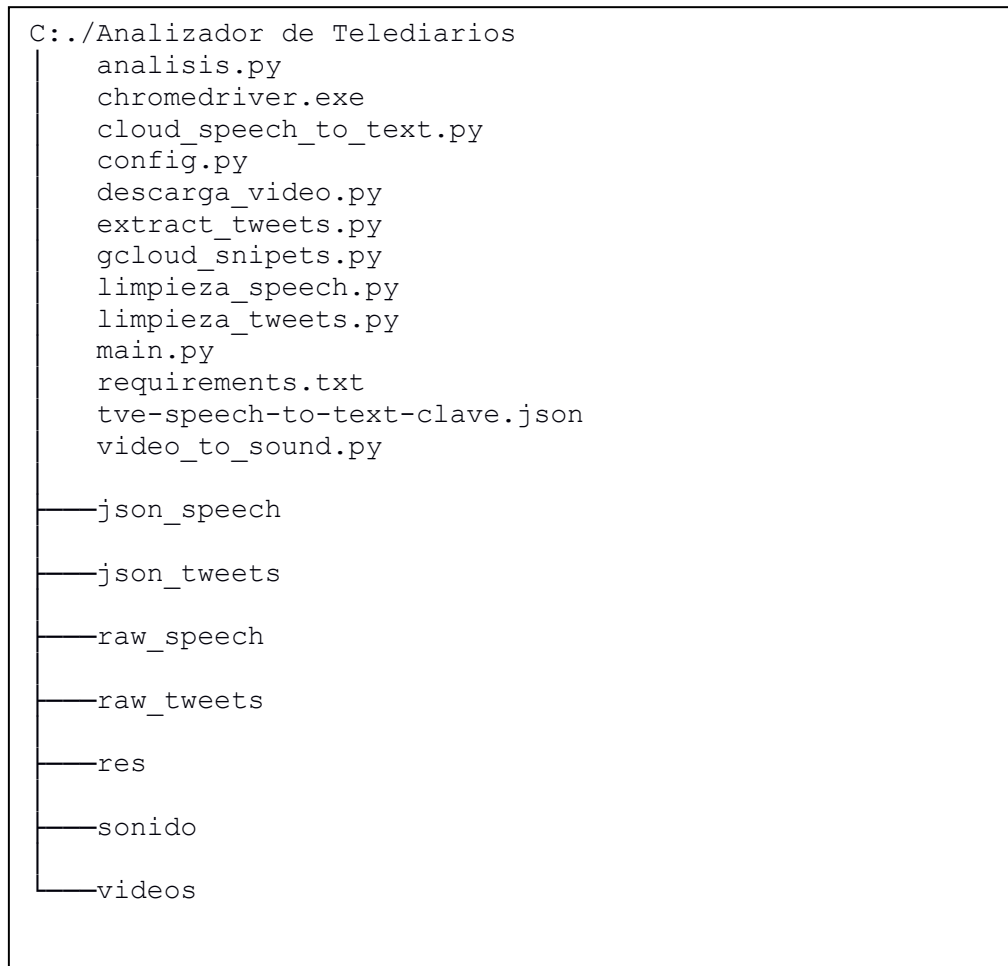 C:./Analizador de Telediarios
analisis.py
chromedriver.exe
cloud_speech_to_text.py
config.py
descarga_video.py
extract_tweets.py
gcloud_snipets.py
limpieza_speech.py
limpieza_tweets.py
main.py
requirements.txt
tve-speech-to-text-clave.json
video_to_sound.py
json_speech
json_tweets
raw_speech
raw_tweets
res
sonido
videos